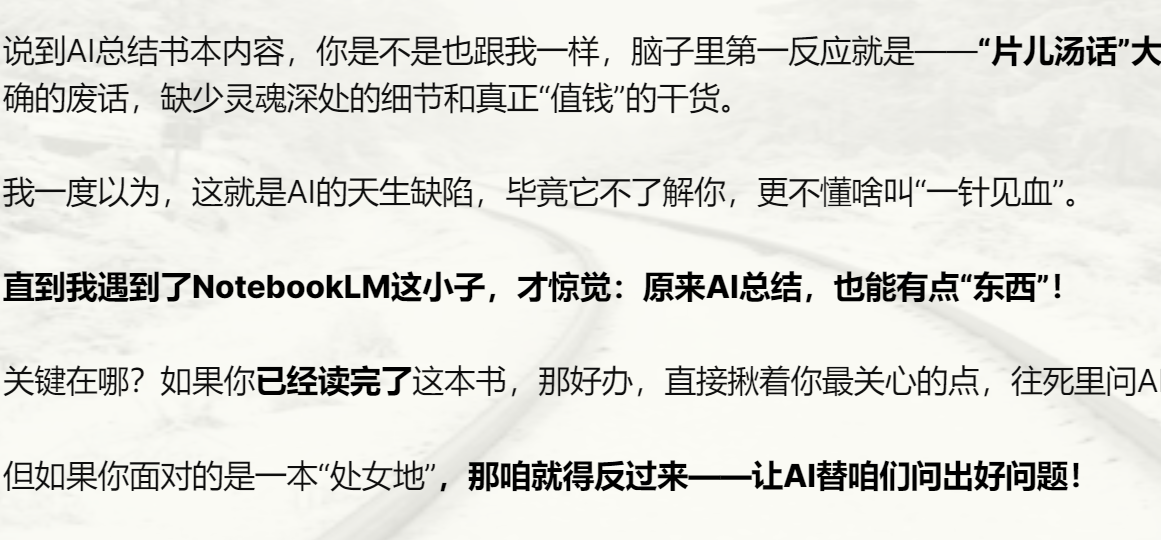 说到AI总结书本内容，你是不是也跟我一样，脑子里第一反应就是——“片儿汤话”大
确的废话，缺少灵魂深处的细节和真正“值钱”的干货。
我一度以为，这就是AI的天生缺陷，毕竟它不了解你，更不懂啥叫“一针见血”。
直到我遇到了NotebookLM这小子，才惊觉：原来AI总结，也能有点“东西”！
关键在哪？如果你已经读完了这本书，那好办，直接揪着你最关心的点，往死里问AI
但如果你面对的是一本“处女地”，那咱就得反过来——让AI替咱们问出好问题！